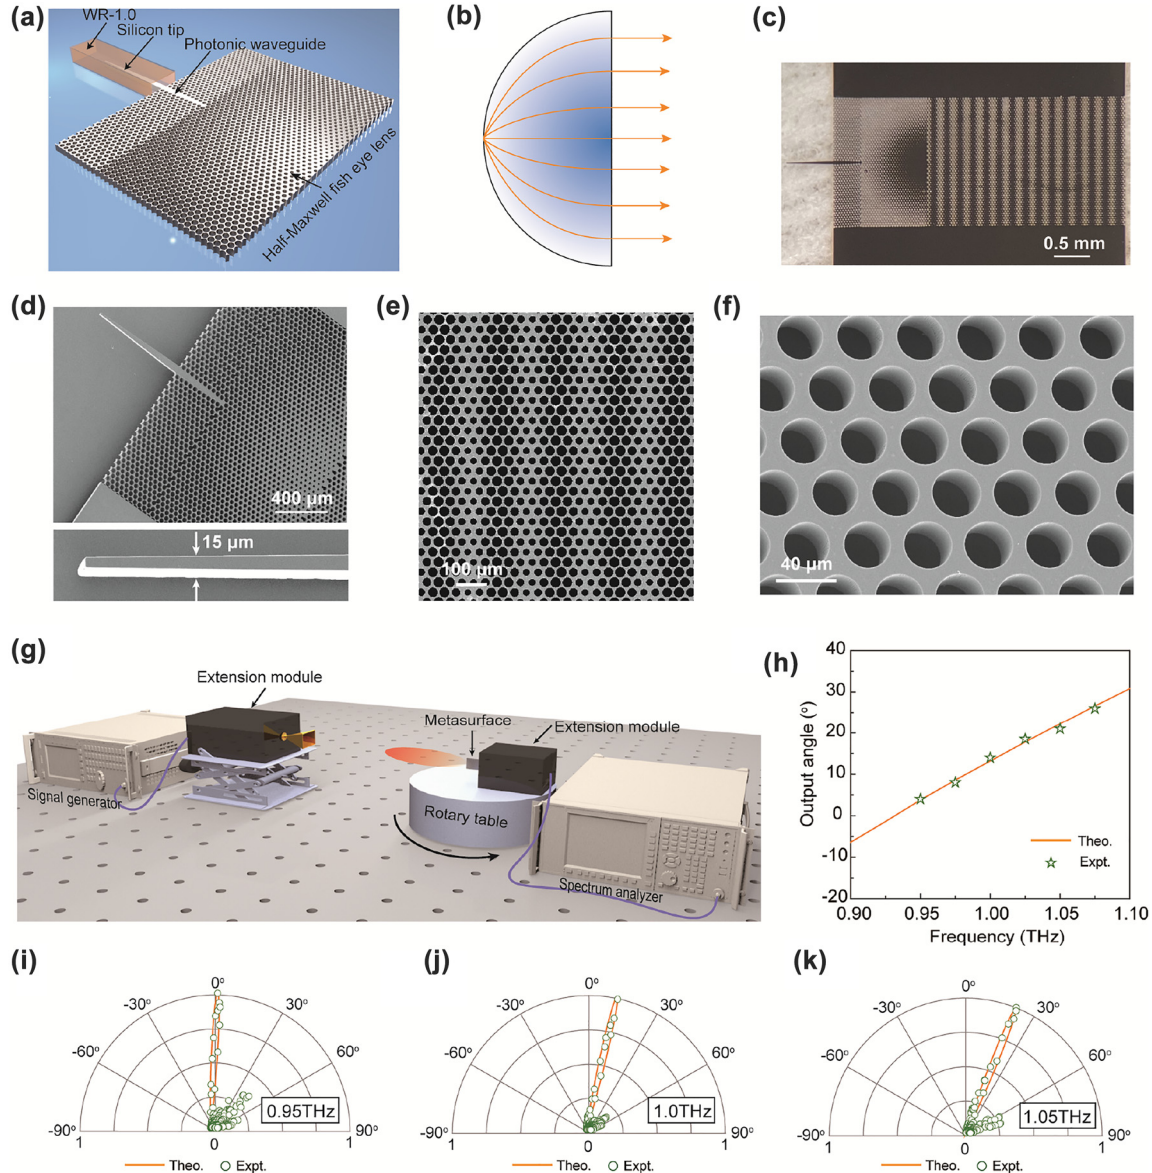 (a)
WR-1.0
Silicon tip
Photonic waveguide
Half-Maxwell fish eye lens
(b)
(c)
0.5 mm
(d)
400 μm
15 μm
(e)
100 μm
(f)
40 μm
(g)
Extension module
Metasurface
Extension module
Signal generator
Rotary table
Spectrum analyzer
(h)
40
30
20
10
0
-10
-20
Output angle (°)
Theo.
Expt.
0.90 0.95 1.00 1.05 1.10
Frequency (THz)
(i)
0°
-30° 30°
-60° 60°
0.95THz
-90° 90°
1 0 1
Theo. Expt.
(j)
0°
-30° 30°
-60° 60°
1.0THz
-90° 90°
1 0 1
Theo. Expt.
(k)
0°
-30° 30°
-60° 60°
1.05THz
-90° 90°
1 0 1
Theo. Expt.